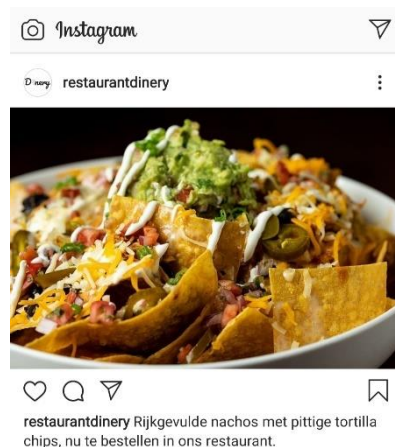 Instagram
Dinery restaurantdinery
restaurantdinery Rijkgevulde nachos met pittige tortilla
chips, nu te bestellen in ons restaurant.